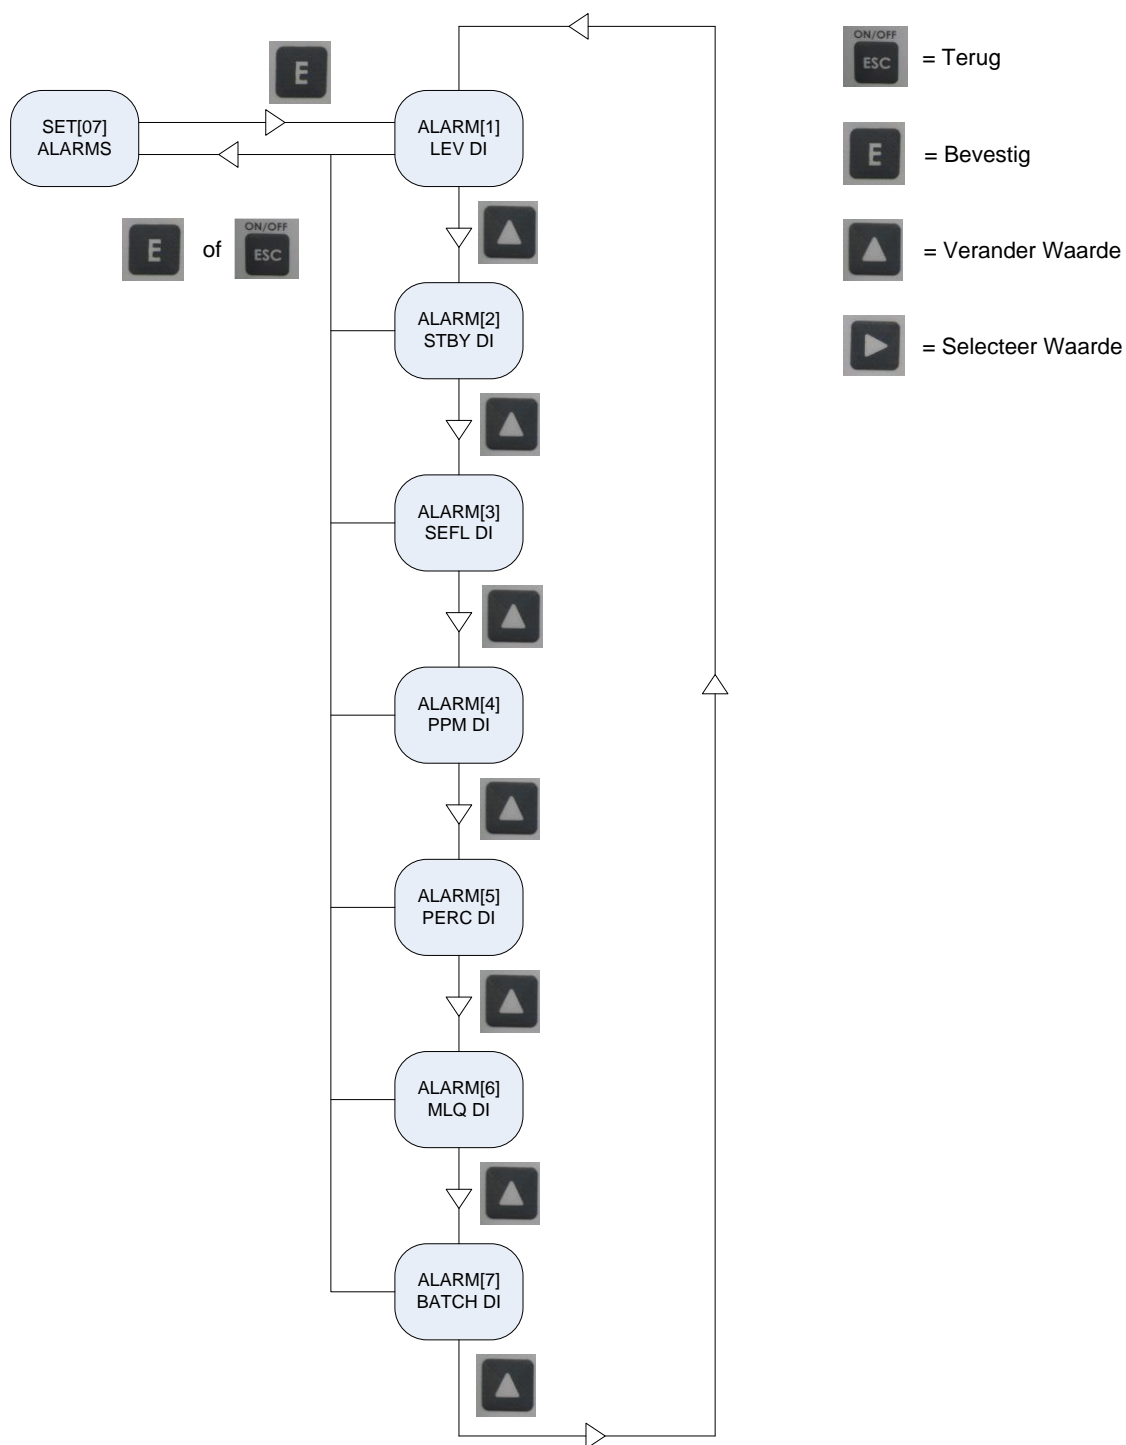 E
SET[07]
ALARMS
ALARM[1]
LEV DI
E
of
ON/OFF
ESC
ALARM[2]
STBY DI
ALARM[3]
SEFL DI
ALARM[4]
PPM DI
ALARM[5]
PERC DI
ALARM[6]
MLQ DI
ALARM[7]
BATCH DI
ON/OFF
ESC
= Terug
E
= Bevestig
= Verander Waarde
= Selecteer Waarde